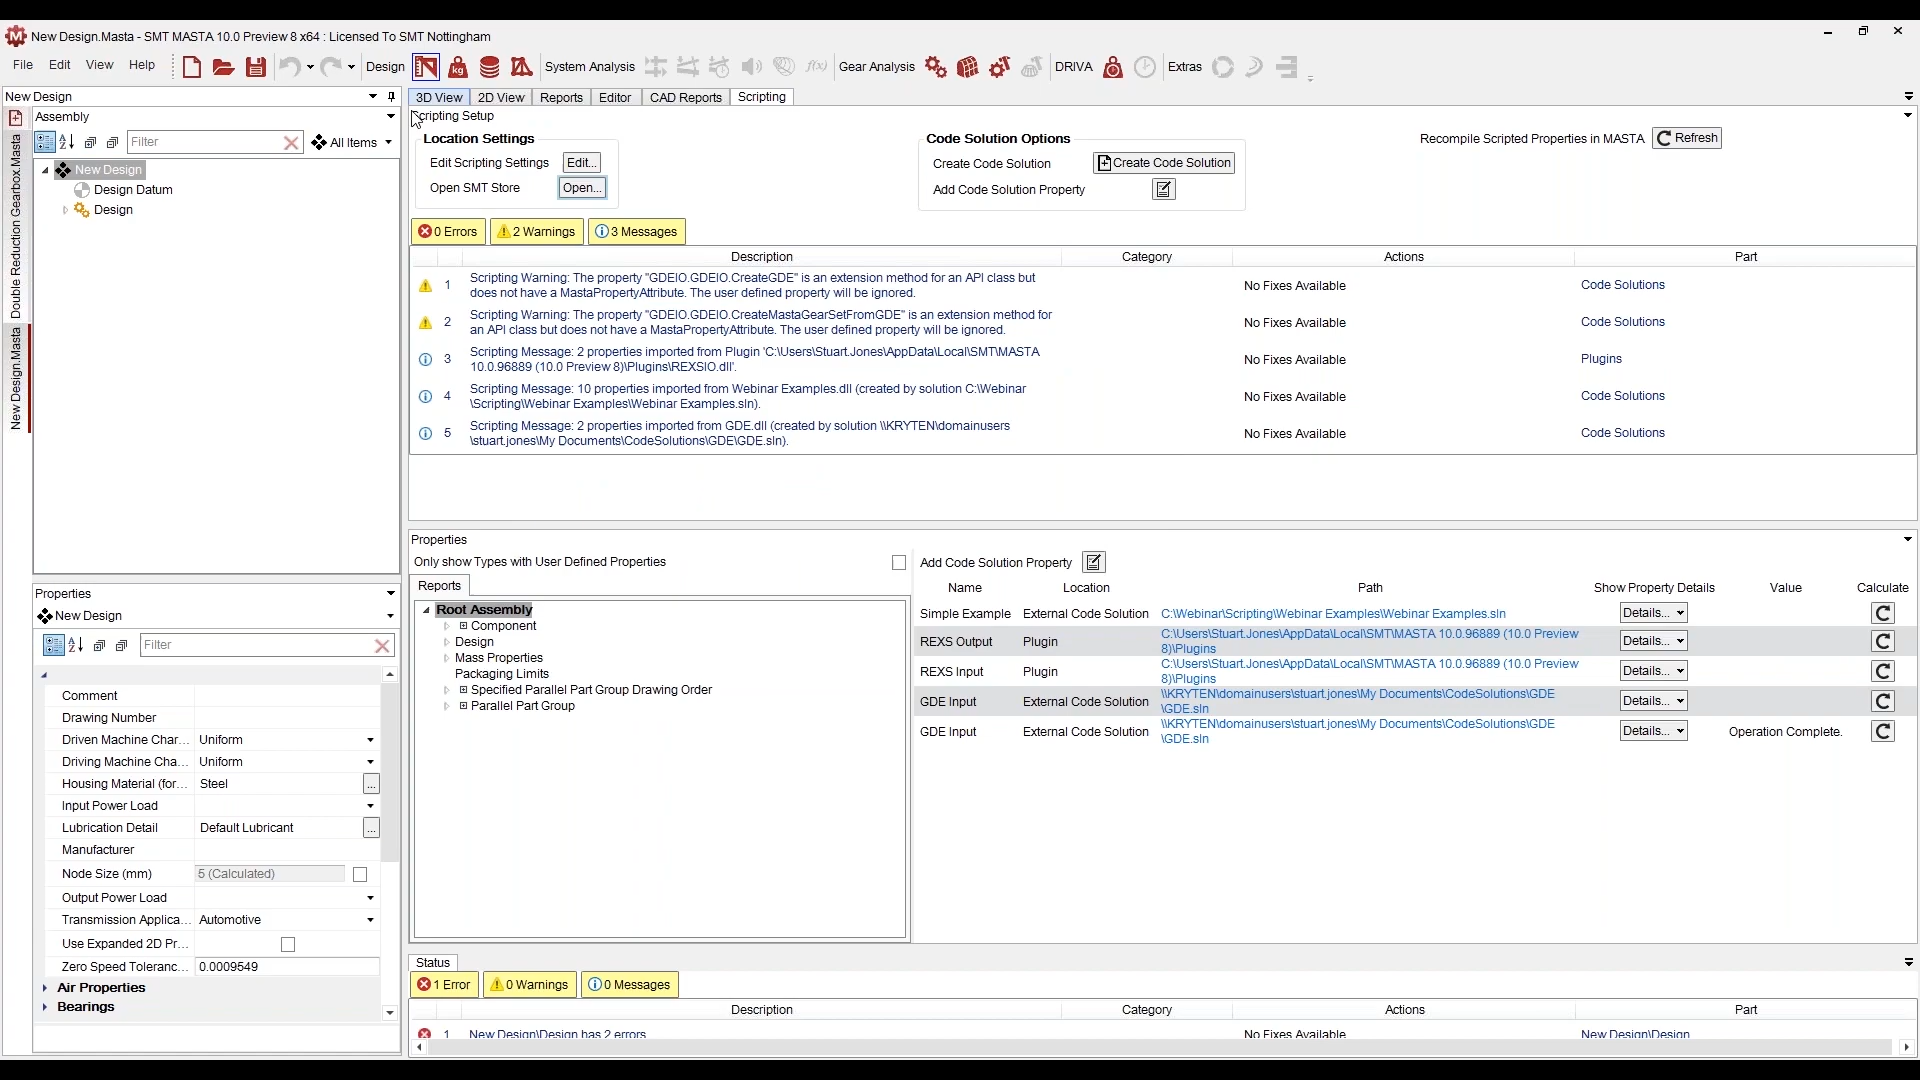 New Design.Masta - SMT MASTA 10.0 Preview 8 x64 : Licensed To SMT Nottingham
File Edit View Help Design System Analysis f(x) Gear Analysis DRIVA Extras
New Design
3D View 2D View Reports Editor CAD Reports Scripting
Double Reduction Gearbox.Masta
New Design.Masta
Assembly
Filter All Items
New Design
Design Datum
Design
Properties
New Design
Filter
Comment
Drawing Number
Driven Machine Char... Uniform
Driving Machine Cha... Uniform
Housing Material (for... Steel ...
Input Power Load
Lubrication Detail Default Lubricant ...
Manufacturer
Node Size (mm) 5 (Calculated)
Output Power Load
Transmission Applica... Automotive
Use Expanded 2D Pr...
Zero Speed Toleranc... 0.0009549
Air Properties
Bearings
cripting Setup
Location Settings
Edit Scripting Settings Edit...
Open SMT Store Open...
Code Solution Options
Create Code Solution Create Code Solution
Add Code Solution Property
Recompile Scripted Properties in MASTA Refresh
0 Errors 2 Warnings 3 Messages
Description Category Actions Part
1 Scripting Warning: The property "GDEIO.GDEIO.CreateGDE" is an extension method for an API class but
does not have a MastaPropertyAttribute. The user defined property will be ignored. No Fixes Available Code Solutions
2 Scripting Warning: The property "GDEIO.GDEIO.CreateMastaGearSetFromGDE" is an extension method for
an API class but does not have a MastaPropertyAttribute. The user defined property will be ignored. No Fixes Available Code Solutions
3 Scripting Message: 2 properties imported from Plugin 'C:\Users\Stuart.Jones\AppData\Local\SMT\MASTA
10.0.96889 (10.0 Preview 8)\Plugins\REXSIO.dll'. No Fixes Available Plugins
4 Scripting Message: 10 properties imported from Webinar Examples.dll (created by solution C:\Webinar
\Scripting\Webinar Examples\Webinar Examples.sln). No Fixes Available Code Solutions
5 Scripting Message: 2 properties imported from GDE.dll (created by solution \\KRYTEN\domainusers
\stuart.jones\My Documents\CodeSolutions\GDE\GDE.sln). No Fixes Available Code Solutions
Properties
Only show Types with User Defined Properties
Reports
Root Assembly
Component
Design
Mass Properties
Packaging Limits
Specified Parallel Part Group Drawing Order
Parallel Part Group
Add Code Solution Property
Name Location Path Show Property Details Value Calculate
Simple Example External Code Solution C:\Webinar\Scripting\Webinar Examples\Webinar Examples.sln Details...
REXS Output Plugin C:\Users\Stuart.Jones\AppData\Local\SMT\MASTA 10.0.96889 (10.0 Preview
8)\Plugins Details...
REXS Input Plugin C:\Users\Stuart.Jones\AppData\Local\SMT\MASTA 10.0.96889 (10.0 Preview
8)\Plugins Details...
GDE Input External Code Solution \\KRYTEN\domainusers\stuart.jones\My Documents\CodeSolutions\GDE
\GDE.sln Details...
GDE Input External Code Solution \\KRYTEN\domainusers\stuart.jones\My Documents\CodeSolutions\GDE
\GDE.sln Details... Operation Complete.
Status
1 Error 0 Warnings 0 Messages
Description Category Actions Part
1 New Design\Design has 2 errors No Fixes Available New Design\Design